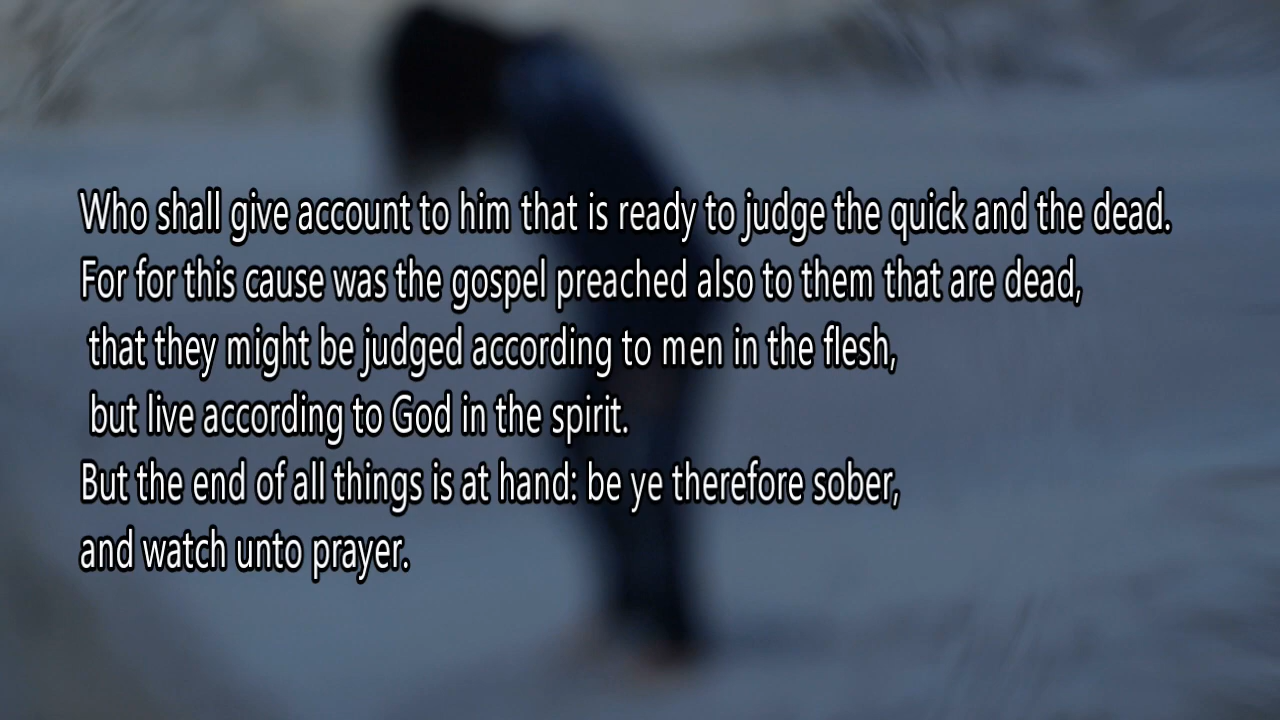 Who shall give account to him that is ready to judge the quick and the dead.
For for this cause was the gospel preached also to them that are dead,
that they might be judged according to men in the flesh,
but live according to God in the spirit.
But the end of all things is at hand: be ye therefore sober,
and watch unto prayer.